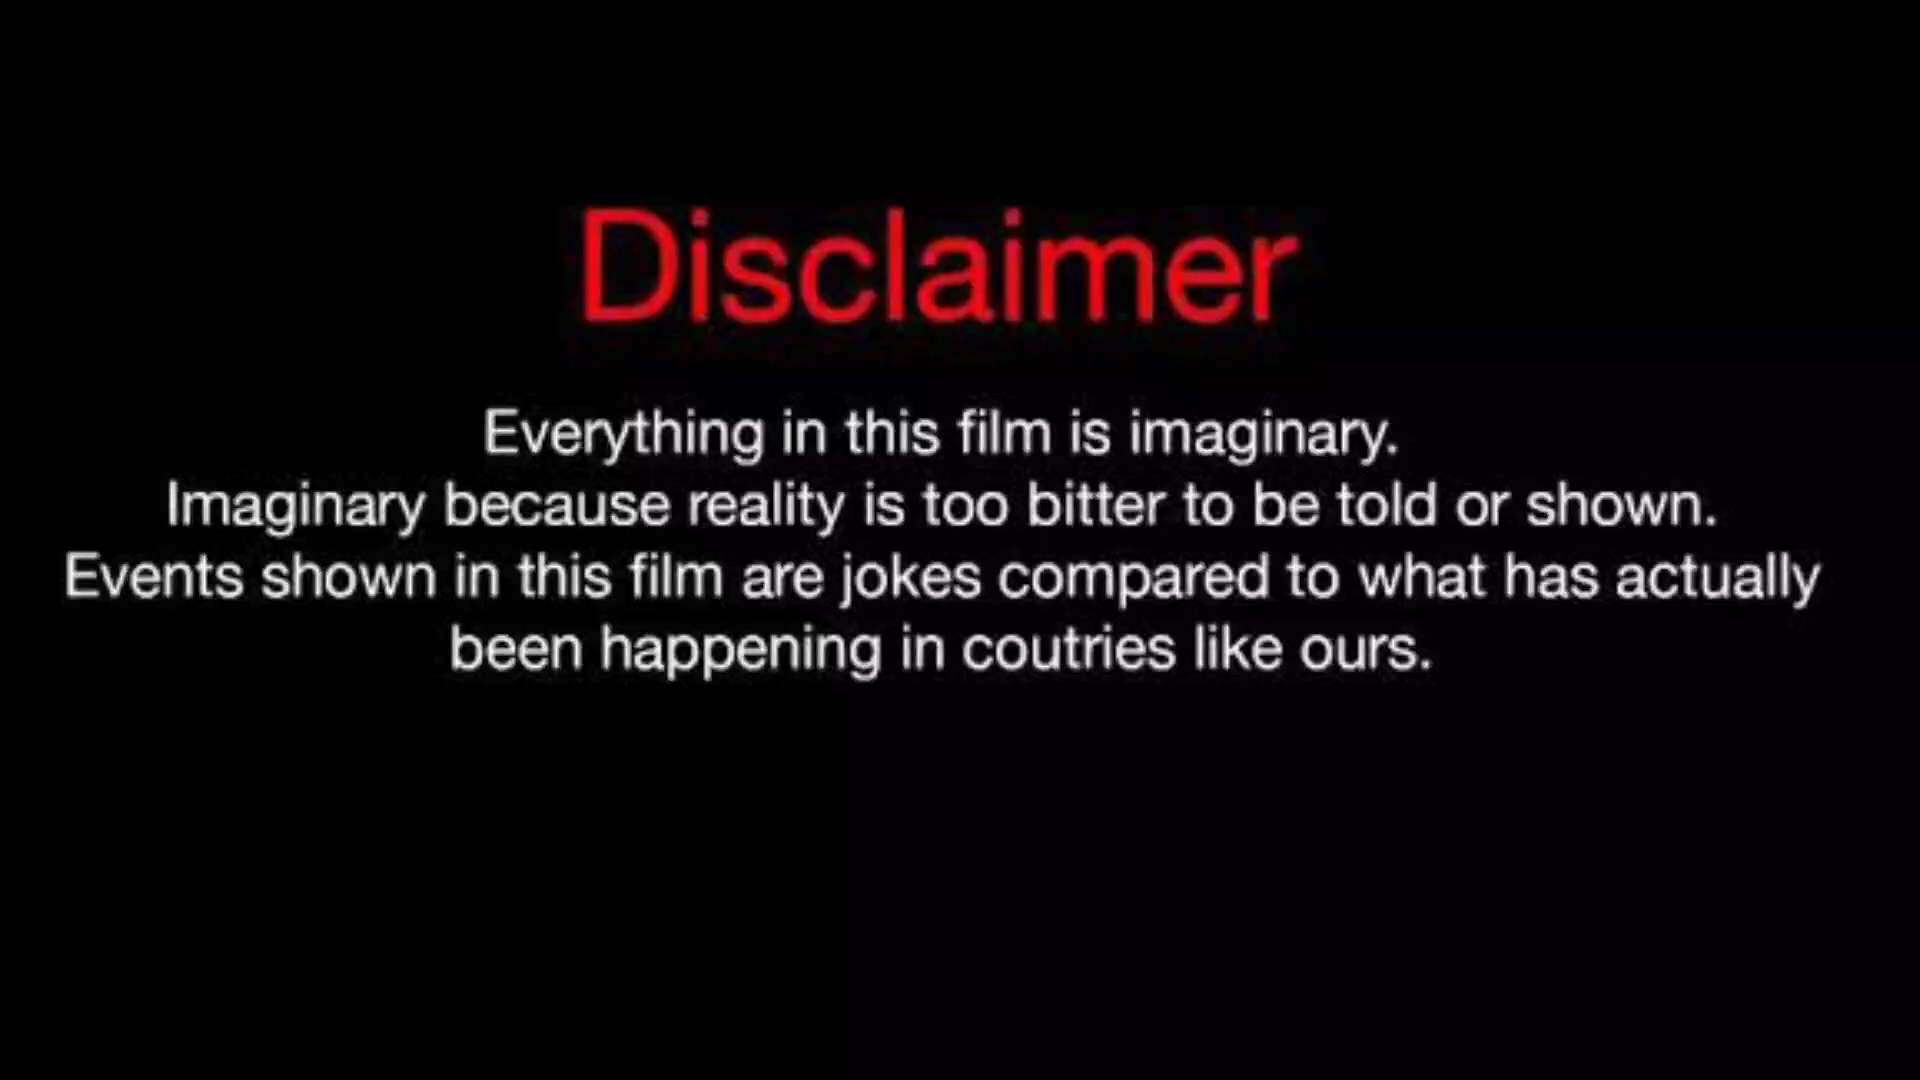 Disclaimer
Everything in this film is imaginary.
Imaginary because reality is too bitter to be told or shown.
Events shown in this film are jokes compared to what has actually
been happening in coutries like ours.